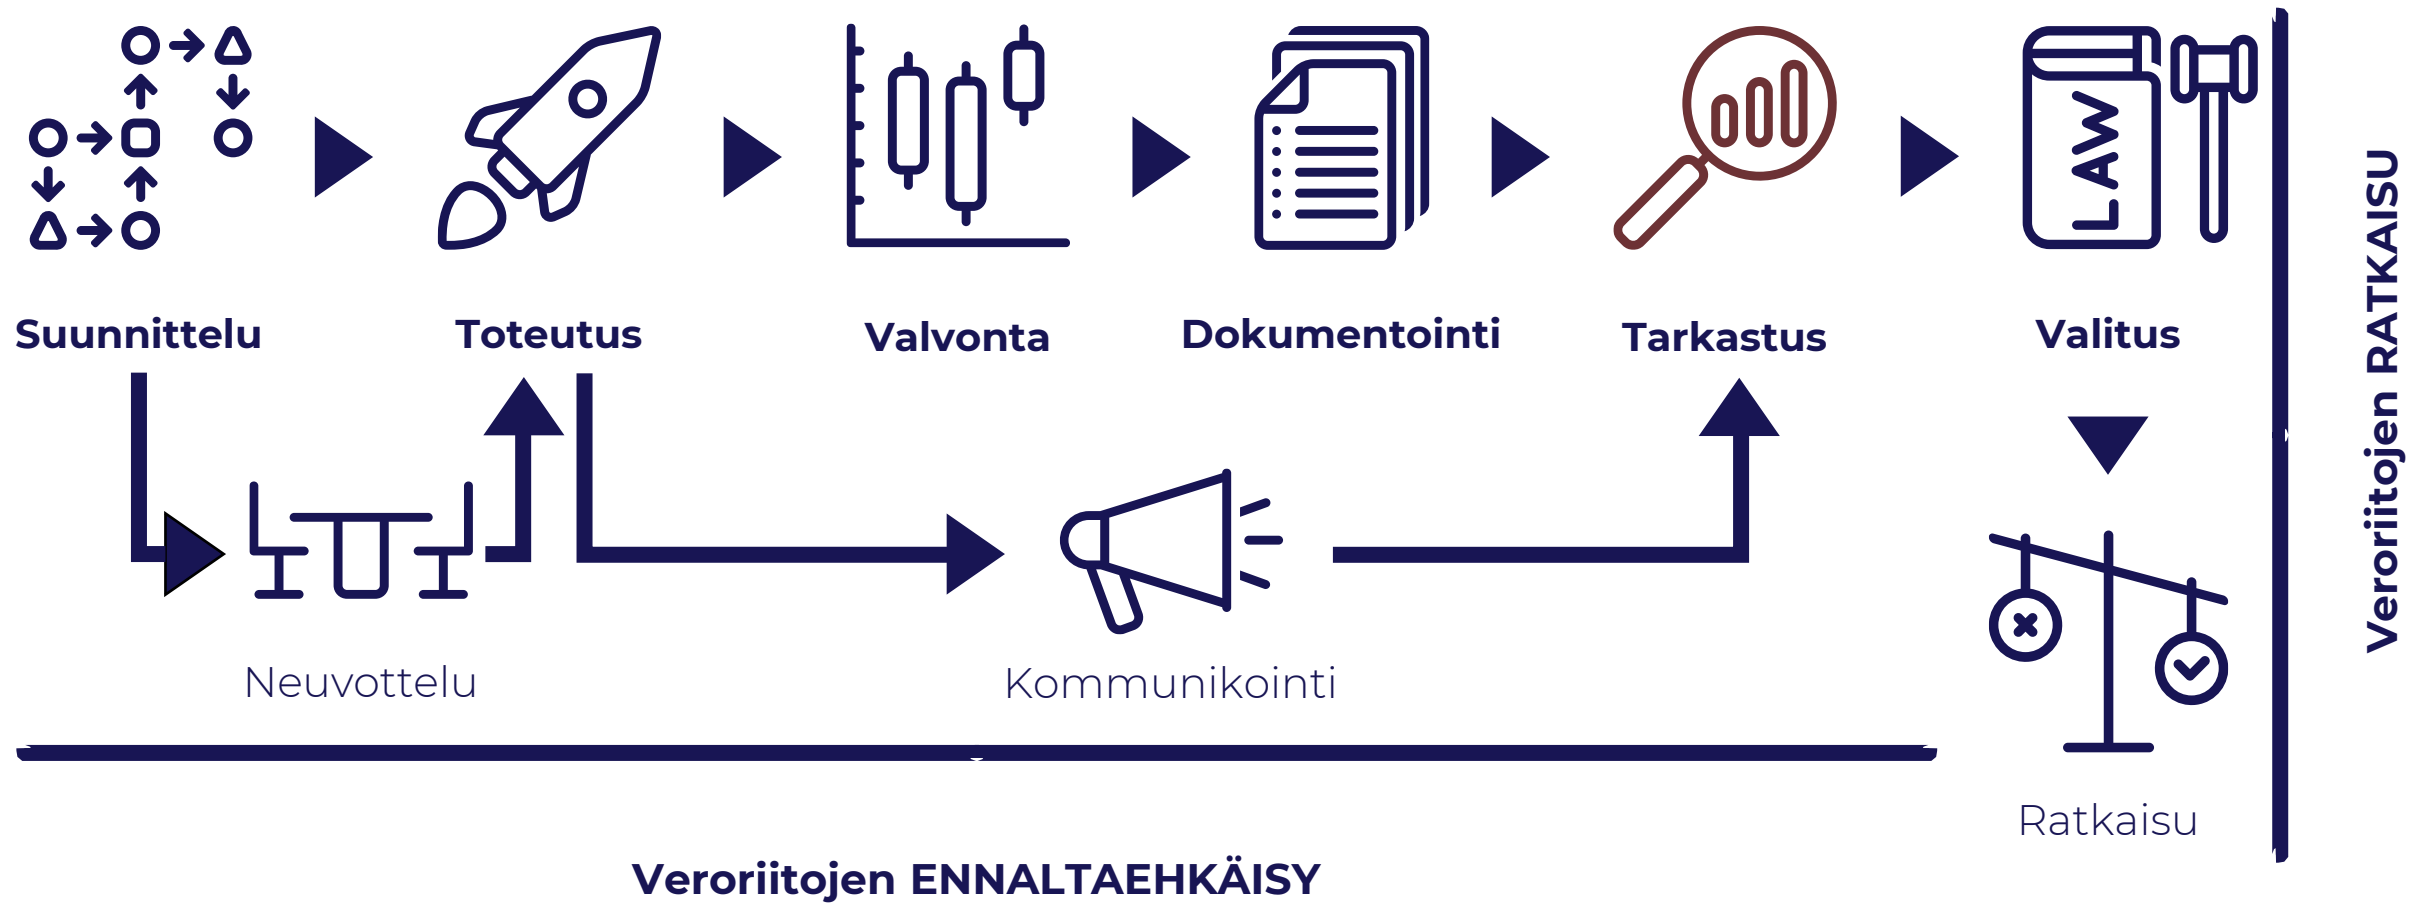 LAW
Suunnittelu
Toteutus
Valvonta
Dokumentointi
Tarkastus
Valitus
Neuvottelu
Kommunikointi
Ratkaisu
Veroriitojen ENNALTAEHKÄISY
Veroriitojen RATKAISU